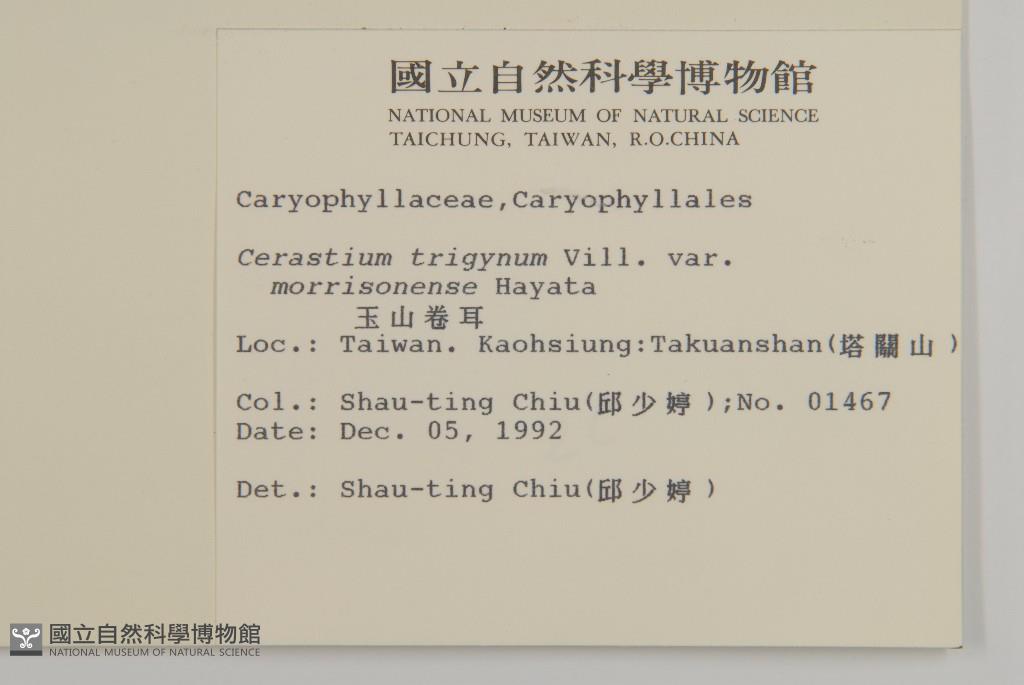 國立自然科學博物館
NATIONAL MUSEUM OF NATURAL SCIENCE
TAICHUNG, TAIWAN, R.O.CHINA
Caryophyllaceae,Caryophyllales
Cerastium trigynum Vill. var.
morrisonense Hayata
玉山卷耳
Loc.: Taiwan. Kaohsiung:Takuanshan(塔關山)
Col.: Shau-ting Chiu(邱少婷);No. 01467
Date: Dec. 05, 1992
Det.: Shau-ting Chiu(邱少婷)
國立自然科學博物館
NATIONAL MUSEUM OF NATURAL SCIENCE